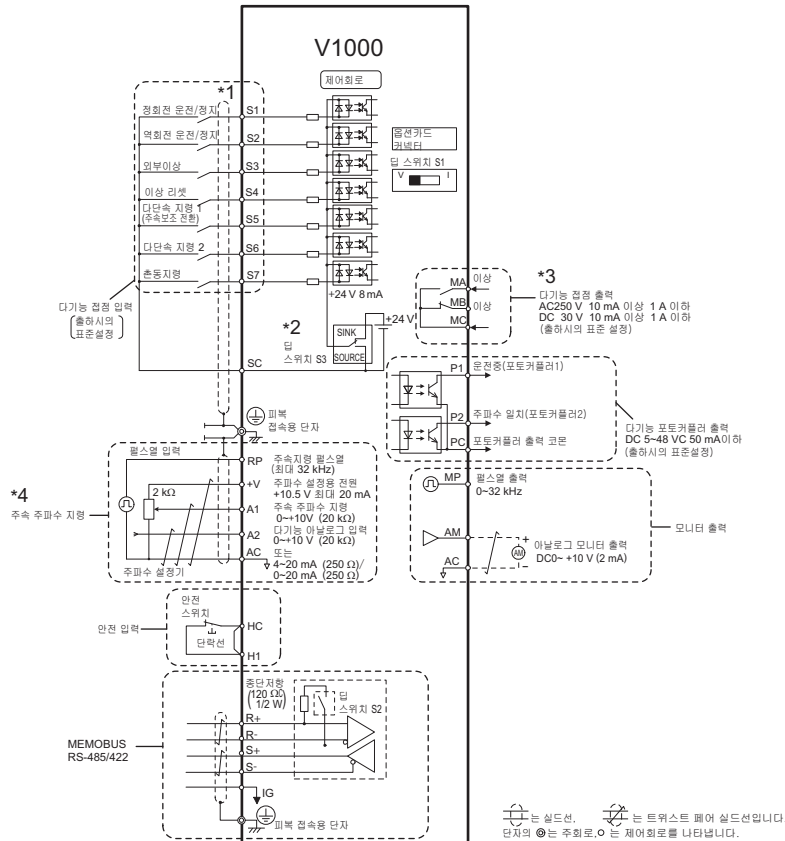 V1000
제어회로
*1
정회전 운전/정지
S1
역회전 운전/정지
S2
외부이상
S3
이상 리셋
S4
다단속 지령 1
(주속보조 전환)
S5
다단속 지령 2
S6
촌동지령
S7
다기능 접점 입력
출하시의
표준설정
+24 V 8 mA
옵션카드
커넥터
딥 스위치 S1
V
I
*2
딥
스위치 S3
SINK
SOURCE
+24 V
SC
MA
이상
MB
이상
MC
*3
다기능 접점 출력
AC250 V 10 mA 이상 1 A 이하
DC 30 V 10 mA 이상 1 A 이하
(출하시의 표준 설정)
P1
운전중(포토커플러1)
P2
주파수 일치(포토커플러2)
PC
포토커플러 출력 코몬
다기능 포토커플러 출력
DC 5~48 VC 50 mA이하
(출하시의 표준설정)
피복
접속용 단자
*4
주속 주파수 지령
펄스열 입력
2 kΩ
주파수 설정기
RP
주속지령 펄스열
(최대 32 kHz)
+V
주파수 설정용 전원
+10.5 V 최대 20 mA
A1
주속 주파수 지령
0~+10V (20 kΩ)
A2
다기능 아날로그 입력
0~+10 V (20 kΩ)
AC
또는
4~20 mA (250 Ω)/
0~20 mA (250 Ω)
MP
펄스열 출력
0~32 kHz
AM
AM
+
−
아날로그 모니터 출력
DC0~ +10 V (2 mA)
AC
모니터 출력
안전 입력
안전
스위치
단락선
HC
H1
MEMOBUS
RS-485/422
종단저항
(120 Ω
1/2 W)
딥
스위치 S2
R+
R-
S+
S-
IG
피복 접속용 단자
는 실드선, 는 트위스트 페어 실드선입니다.
단자의 ◎는 주회로,○ 는 제어회로를 나타냅니다.